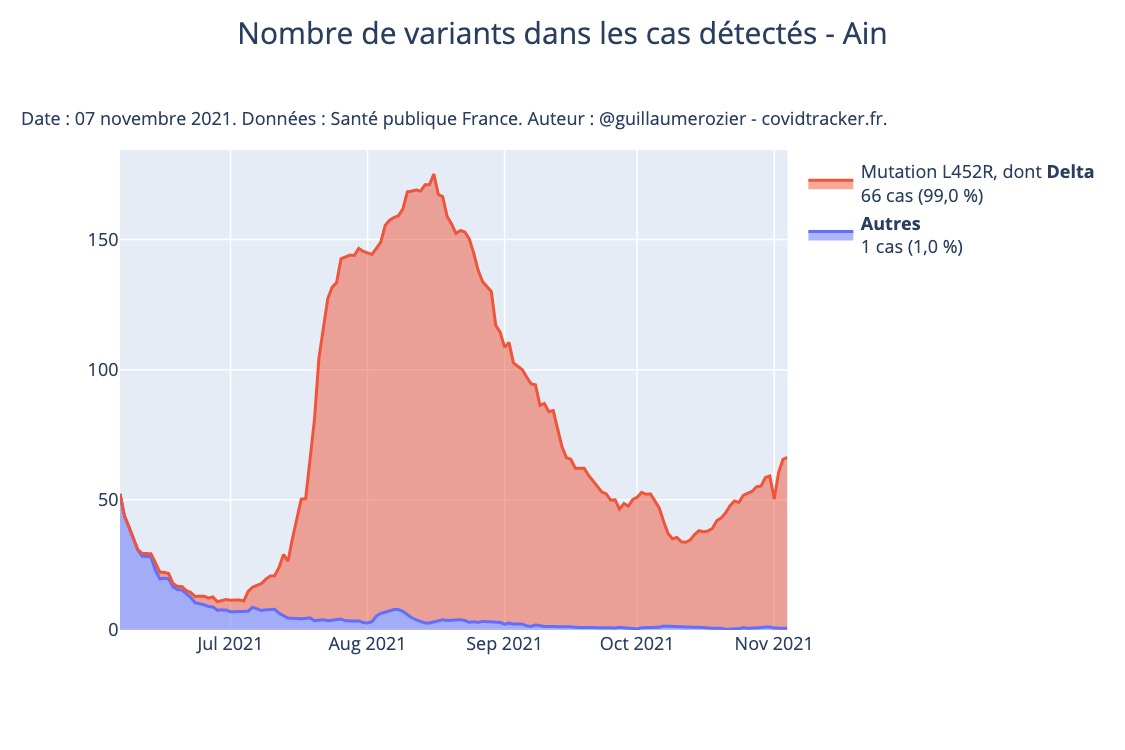 Nombre de variants dans les cas détectés - Ain
Date : 07 novembre 2021. Données : Santé publique France. Auteur : @guillaumerozier - covidtracker.fr.
Mutation L452R, dont Delta
66 cas (99,0 %)
Autres
1 cas (1,0 %)
150
100
50
0
Jul 2021
Aug 2021
Sep 2021
Oct 2021
Nov 2021